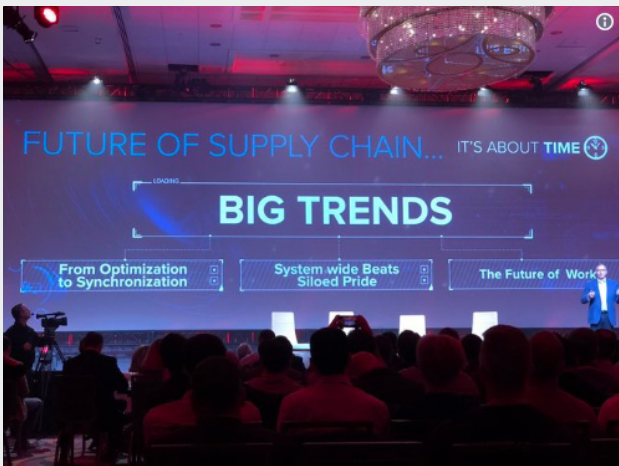 FUTURE OF SUPPLY CHAIN... IT'S ABOUT TIME
LOADING
BIG TRENDS
From Optimization
to Synchronization
System wide Beats
Siloed Pride
The Future of Work